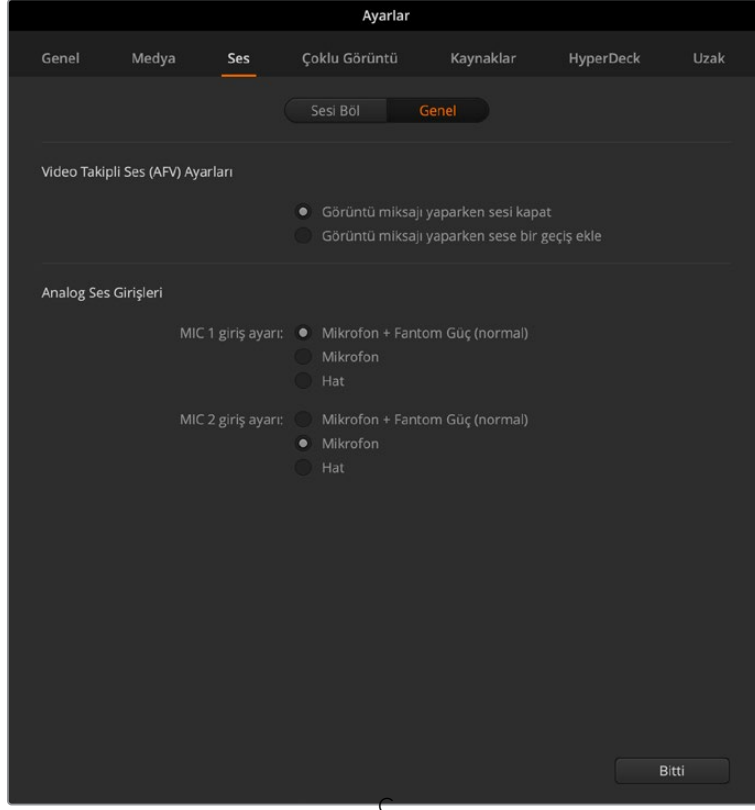 Ayarlar
Genel Medya Ses Çoklu Görüntü Kaynaklar HyperDeck Uzak
Sesi Böl Genel
Video Takipli Ses (AFV) Ayarları
Görüntü miksajı yaparken sesi kapat
Görüntü miksajı yaparken sese bir geçiş ekle
Analog Ses Girişleri
MIC 1 giriş ayarı: Mikrofon + Fantom Güç (normal)
Mikrofon
Hat
MIC 2 giriş ayarı: Mikrofon + Fantom Güç (normal)
Mikrofon
Hat
Bitti